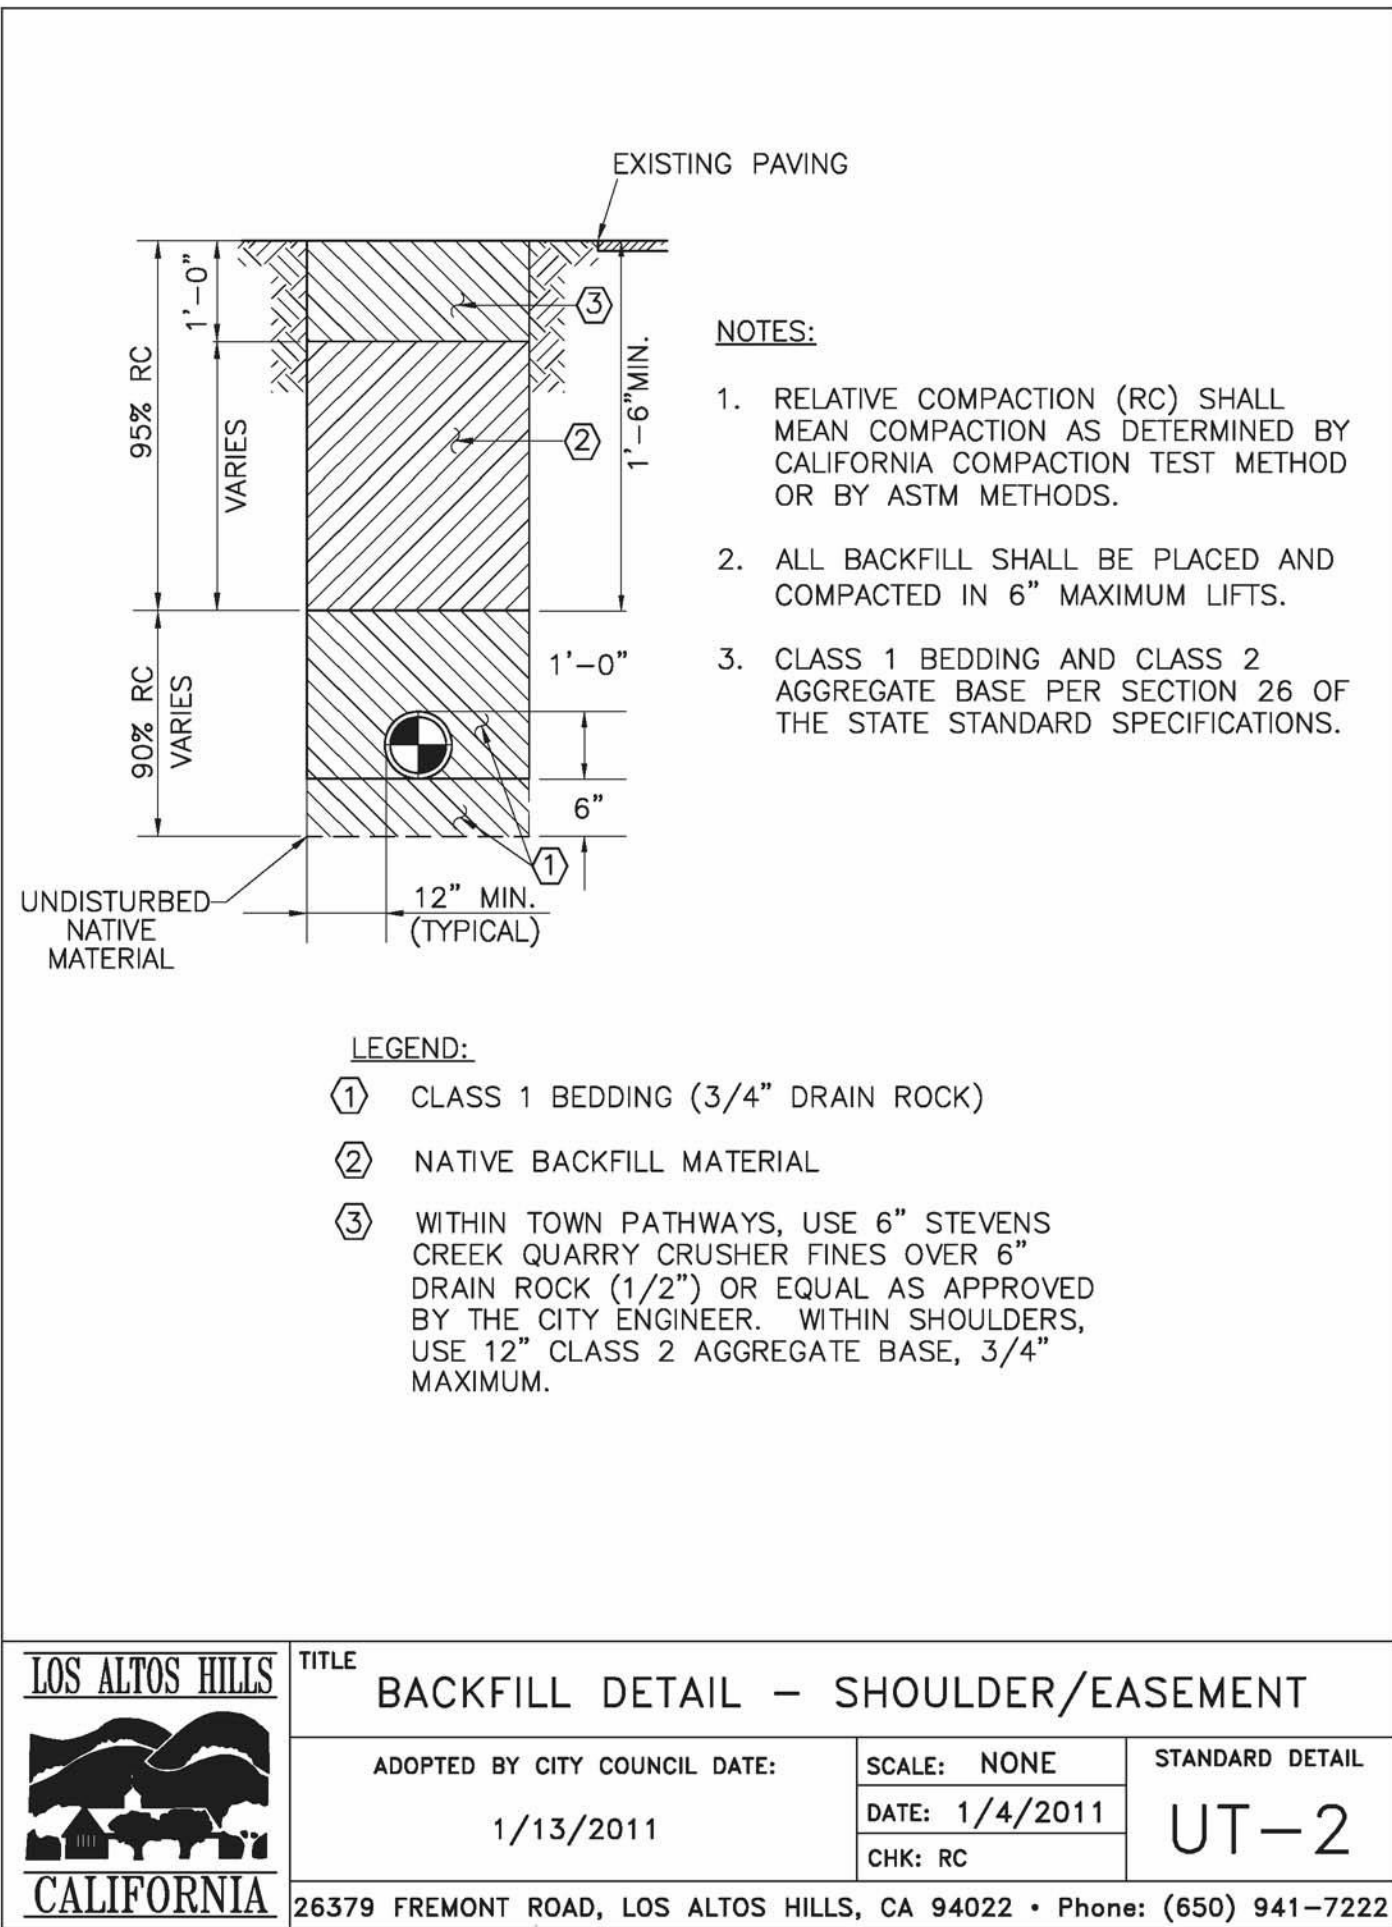 EXISTING PAVING
1'-0"
3
95% RC
1'-6"MIN.
2
VARIES
1'-0"
90% RC
VARIES
6"
1
UNDISTURBED
NATIVE
MATERIAL
12" MIN.
(TYPICAL)
NOTES:
1. RELATIVE COMPACTION (RC) SHALL
MEAN COMPACTION AS DETERMINED BY
CALIFORNIA COMPACTION TEST METHOD
OR BY ASTM METHODS.
2. ALL BACKFILL SHALL BE PLACED AND
COMPACTED IN 6" MAXIMUM LIFTS.
3. CLASS 1 BEDDING AND CLASS 2
AGGREGATE BASE PER SECTION 26 OF
THE STATE STANDARD SPECIFICATIONS.
LEGEND:
1 CLASS 1 BEDDING (3/4" DRAIN ROCK)
2 NATIVE BACKFILL MATERIAL
3 WITHIN TOWN PATHWAYS, USE 6" STEVENS
CREEK QUARRY CRUSHER FINES OVER 6"
DRAIN ROCK (1/2") OR EQUAL AS APPROVED
BY THE CITY ENGINEER. WITHIN SHOULDERS,
USE 12" CLASS 2 AGGREGATE BASE, 3/4"
MAXIMUM.
LOS ALTOS HILLS
CALIFORNIA
TITLE
BACKFILL DETAIL - SHOULDER/EASEMENT
ADOPTED BY CITY COUNCIL DATE:
1/13/2011
SCALE: NONE
DATE: 1/4/2011
CHK: RC
STANDARD DETAIL
UT-2
26379 FREMONT ROAD, LOS ALTOS HILLS, CA 94022 • Phone: (650) 941-7222